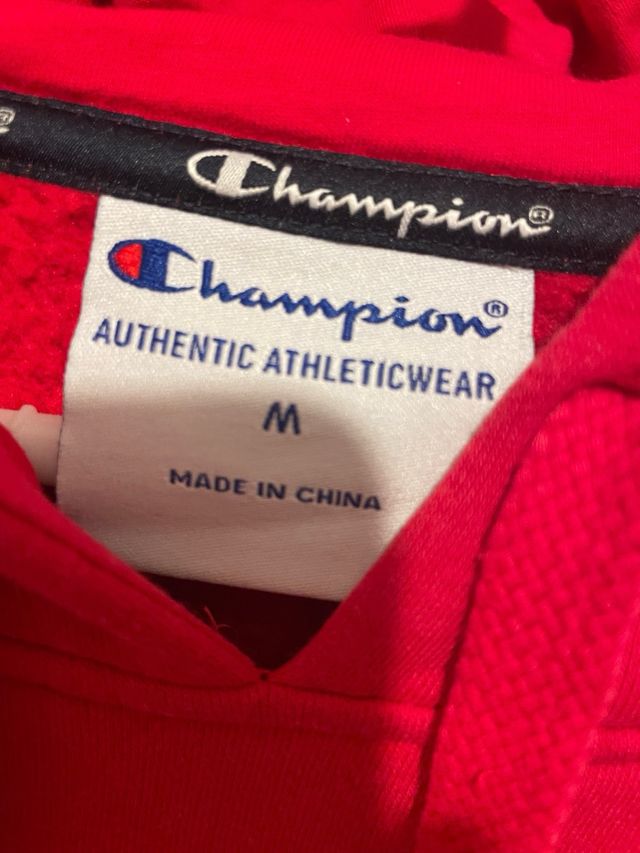 Champion®
Champion®
AUTHENTIC ATHLETICWEAR
M
MADE IN CHINA